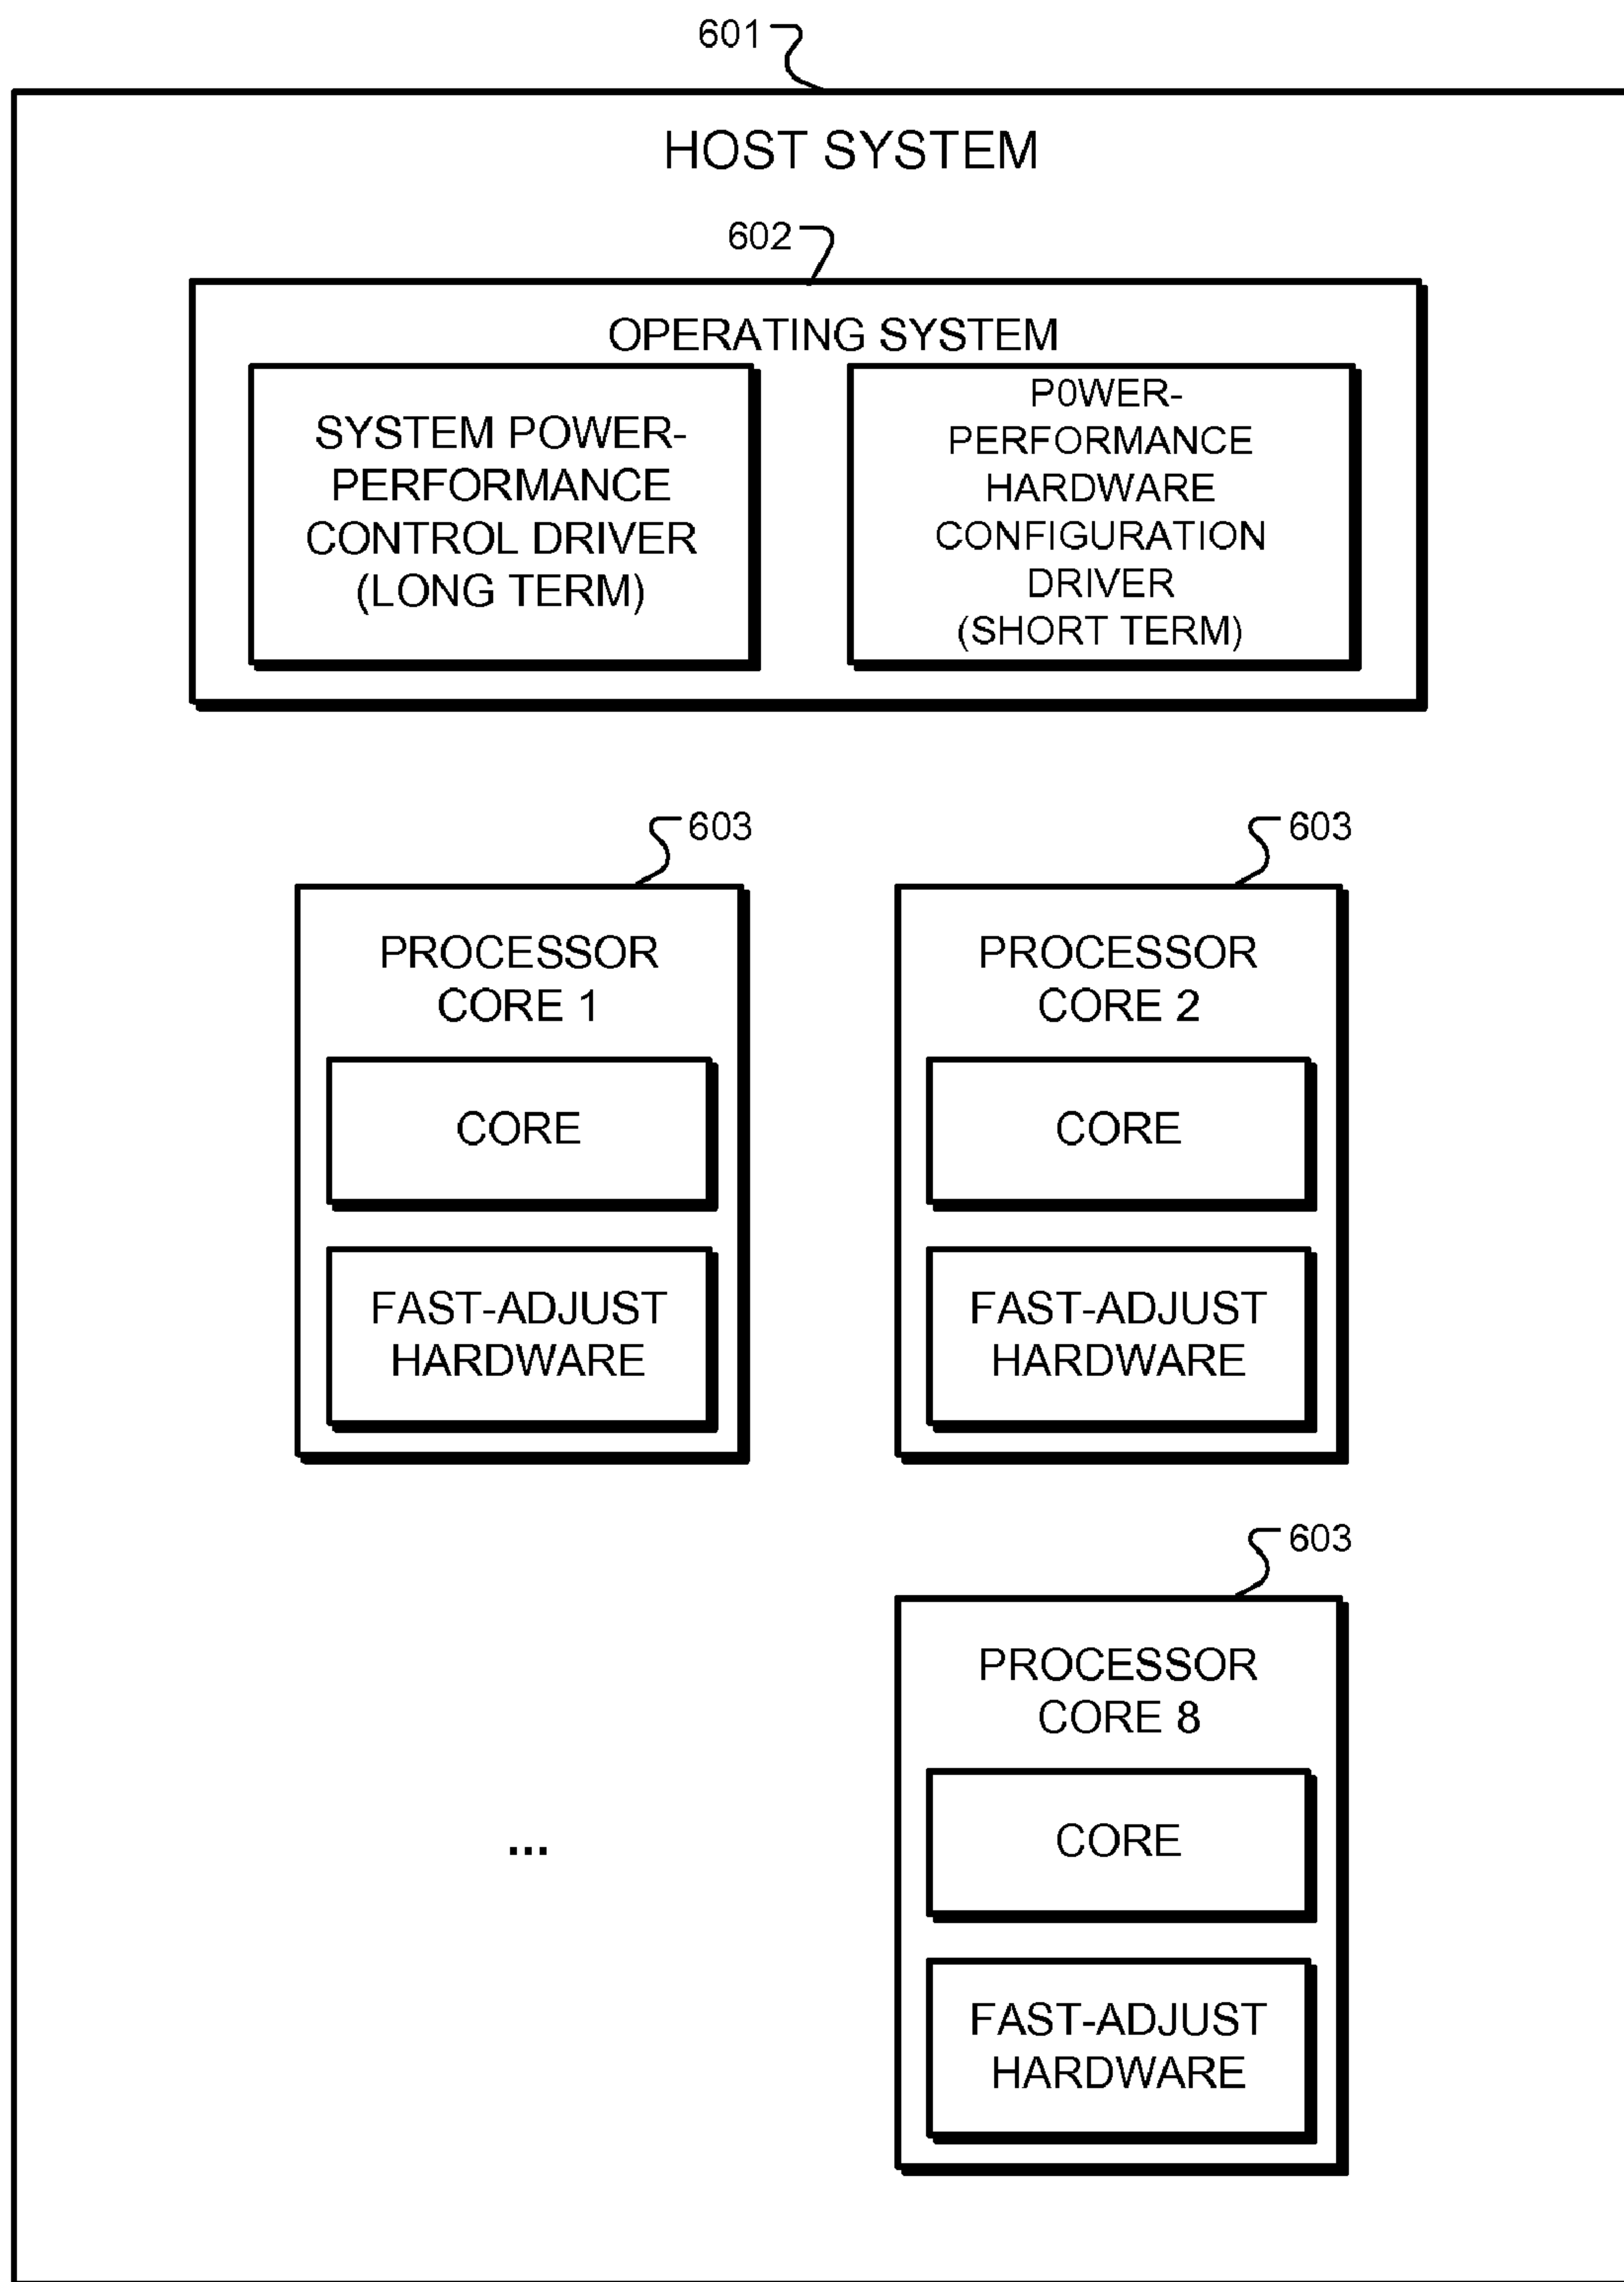 601
HOST SYSTEM
602
OPERATING SYSTEM
SYSTEM POWER-
PERFORMANCE
CONTROL DRIVER
(LONG TERM)
P0WER-
PERFORMANCE
HARDWARE
CONFIGURATION
DRIVER
(SHORT TERM)
603
PROCESSOR
CORE 1
CORE
FAST-ADJUST
HARDWARE
603
PROCESSOR
CORE 2
CORE
FAST-ADJUST
HARDWARE
...
603
PROCESSOR
CORE 8
CORE
FAST-ADJUST
HARDWARE